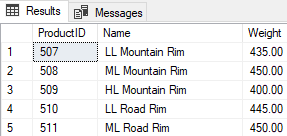 Results Messages
ProductID Name Weight
1 507 LL Mountain Rim 435.00
2 508 ML Mountain Rim 450.00
3 509 HL Mountain Rim 400.00
4 510 LL Road Rim 445.00
5 511 ML Road Rim 450.00